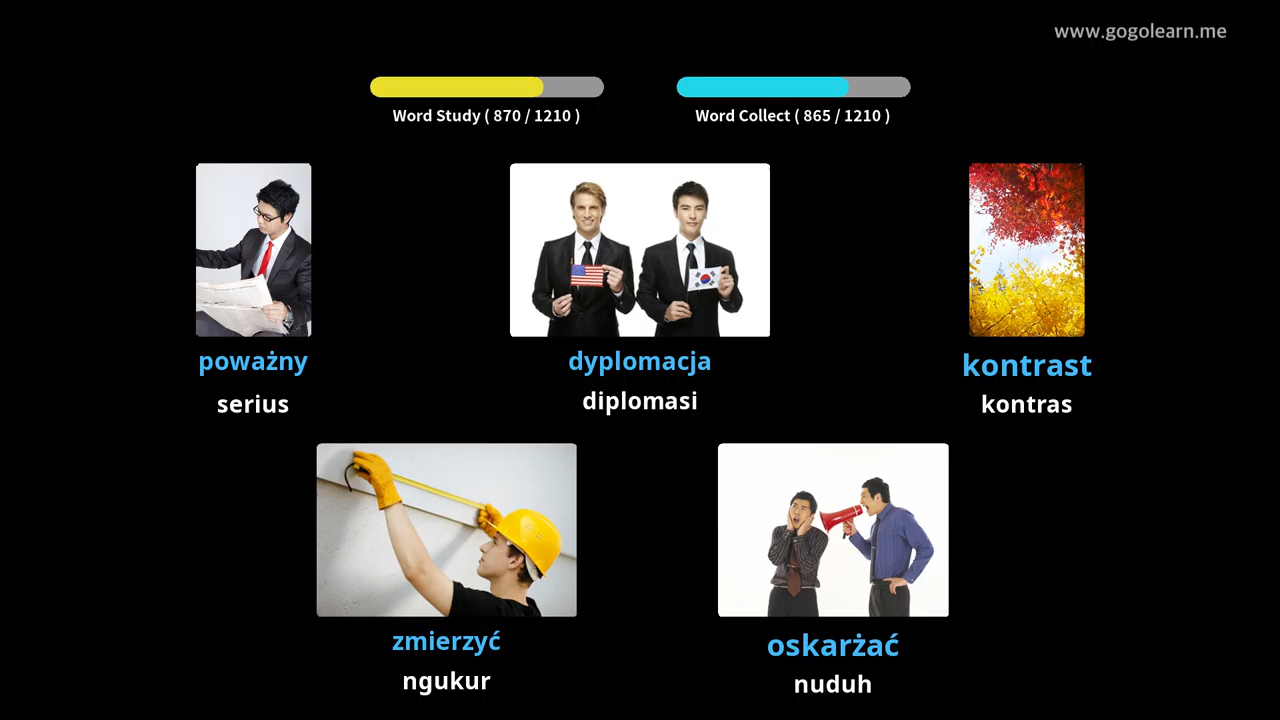 www.gogolearn.me
Word Study ( 870 / 1210 )
Word Collect ( 865 / 1210 )
poważny
serius
dyplomacja
diplomasi
kontrast
kontras
zmierzyć
ngukur
oskarżać
nuduh